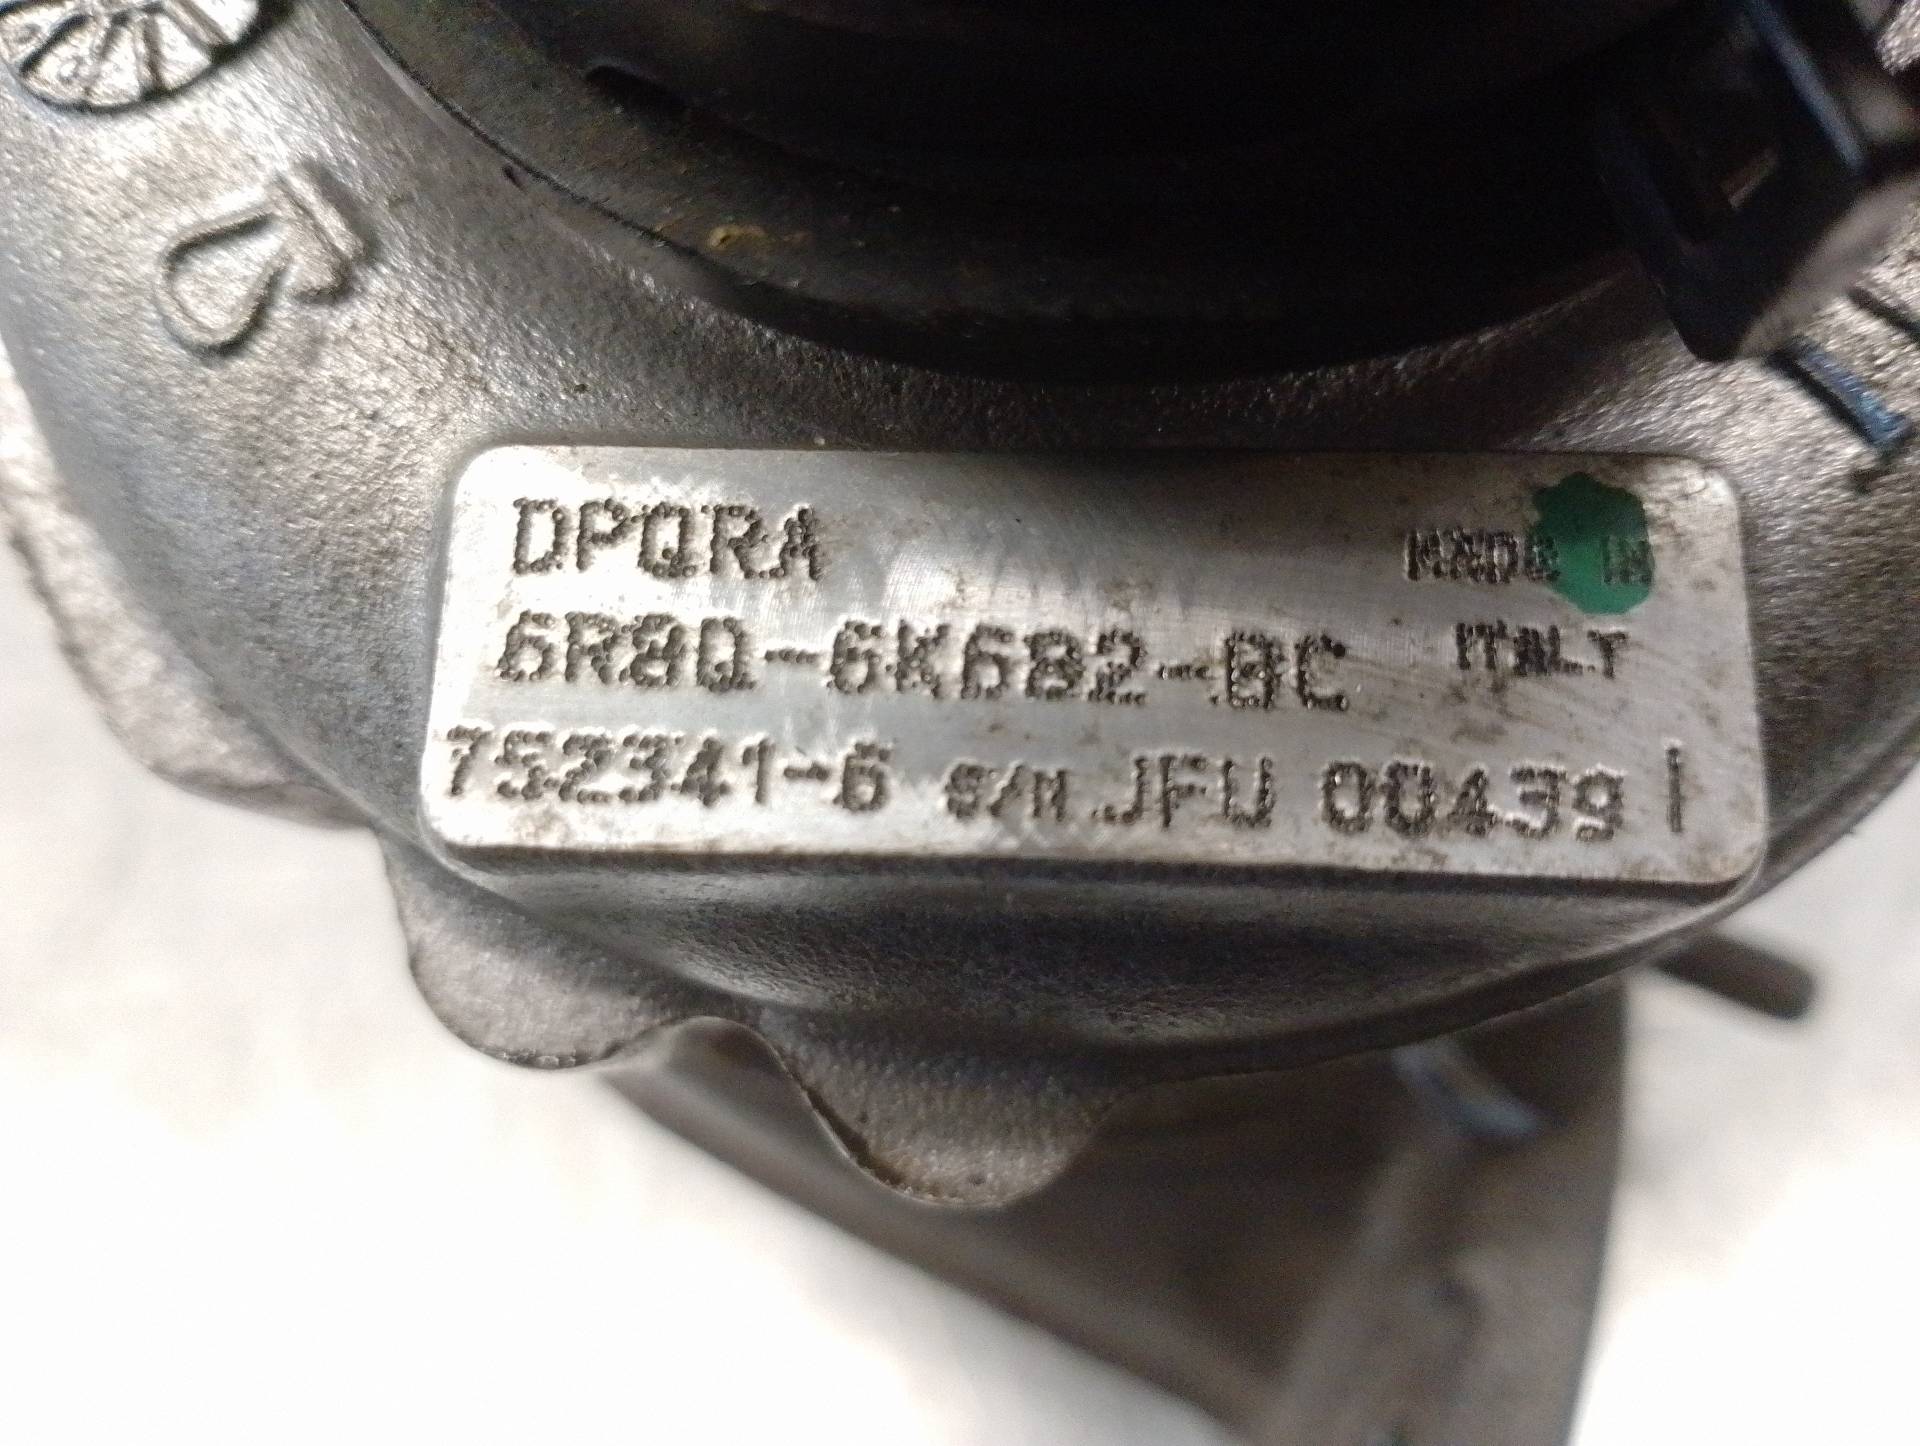 DPQRA
MADE IN
6R8Q-6K682-BC
ITALY
752341-6 S/N JFU 00439